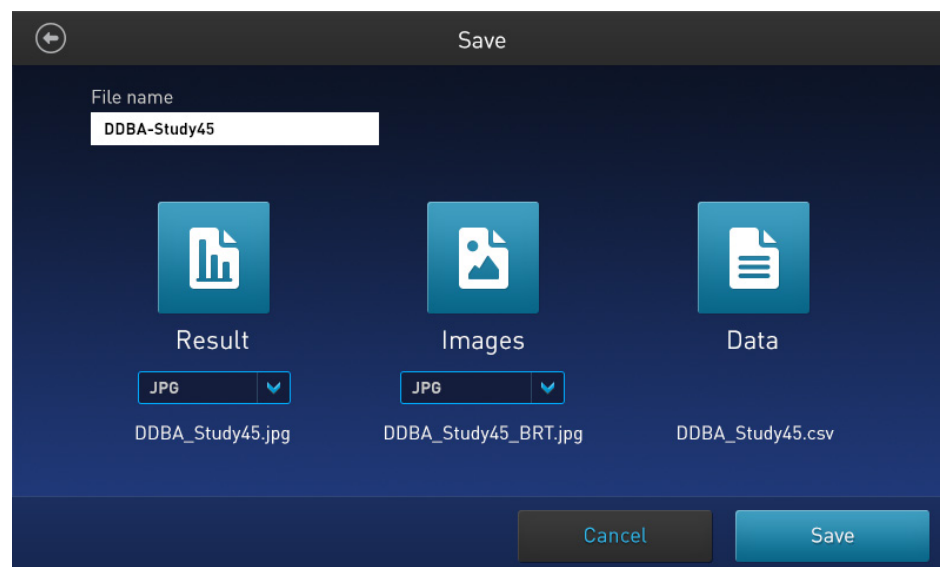 Save
File name
DDBA-Study45
Result
Images
Data
JPG
JPG
DDBA_Study45.jpg
DDBA_Study45_BRT.jpg
DDBA_Study45.csv
Cancel
Save